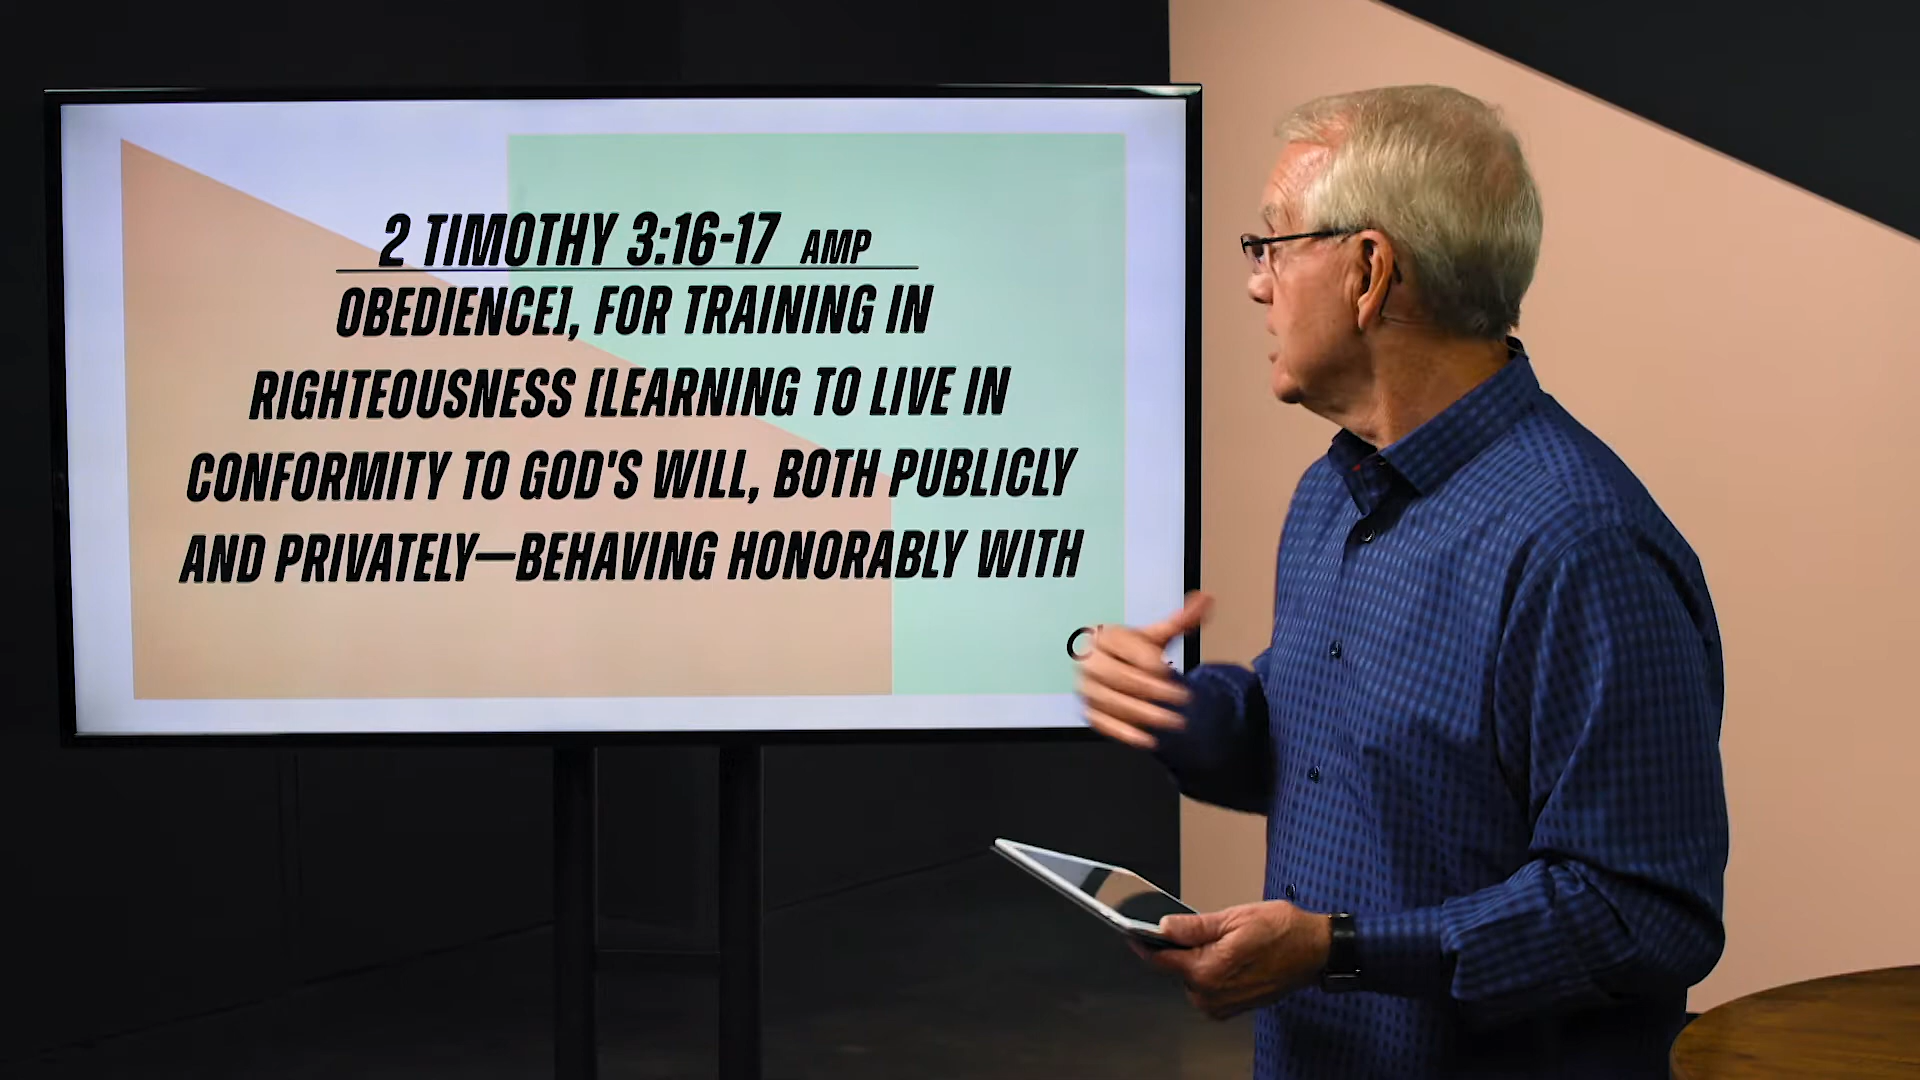 2 TIMOTHY 3:16-17 AMP
OBEDIENCE], FOR TRAINING IN
RIGHTEOUSNESS [LEARNING TO LIVE IN
CONFORMITY TO GOD'S WILL, BOTH PUBLICLY
AND PRIVATELY—BEHAVING HONORABLY WITH